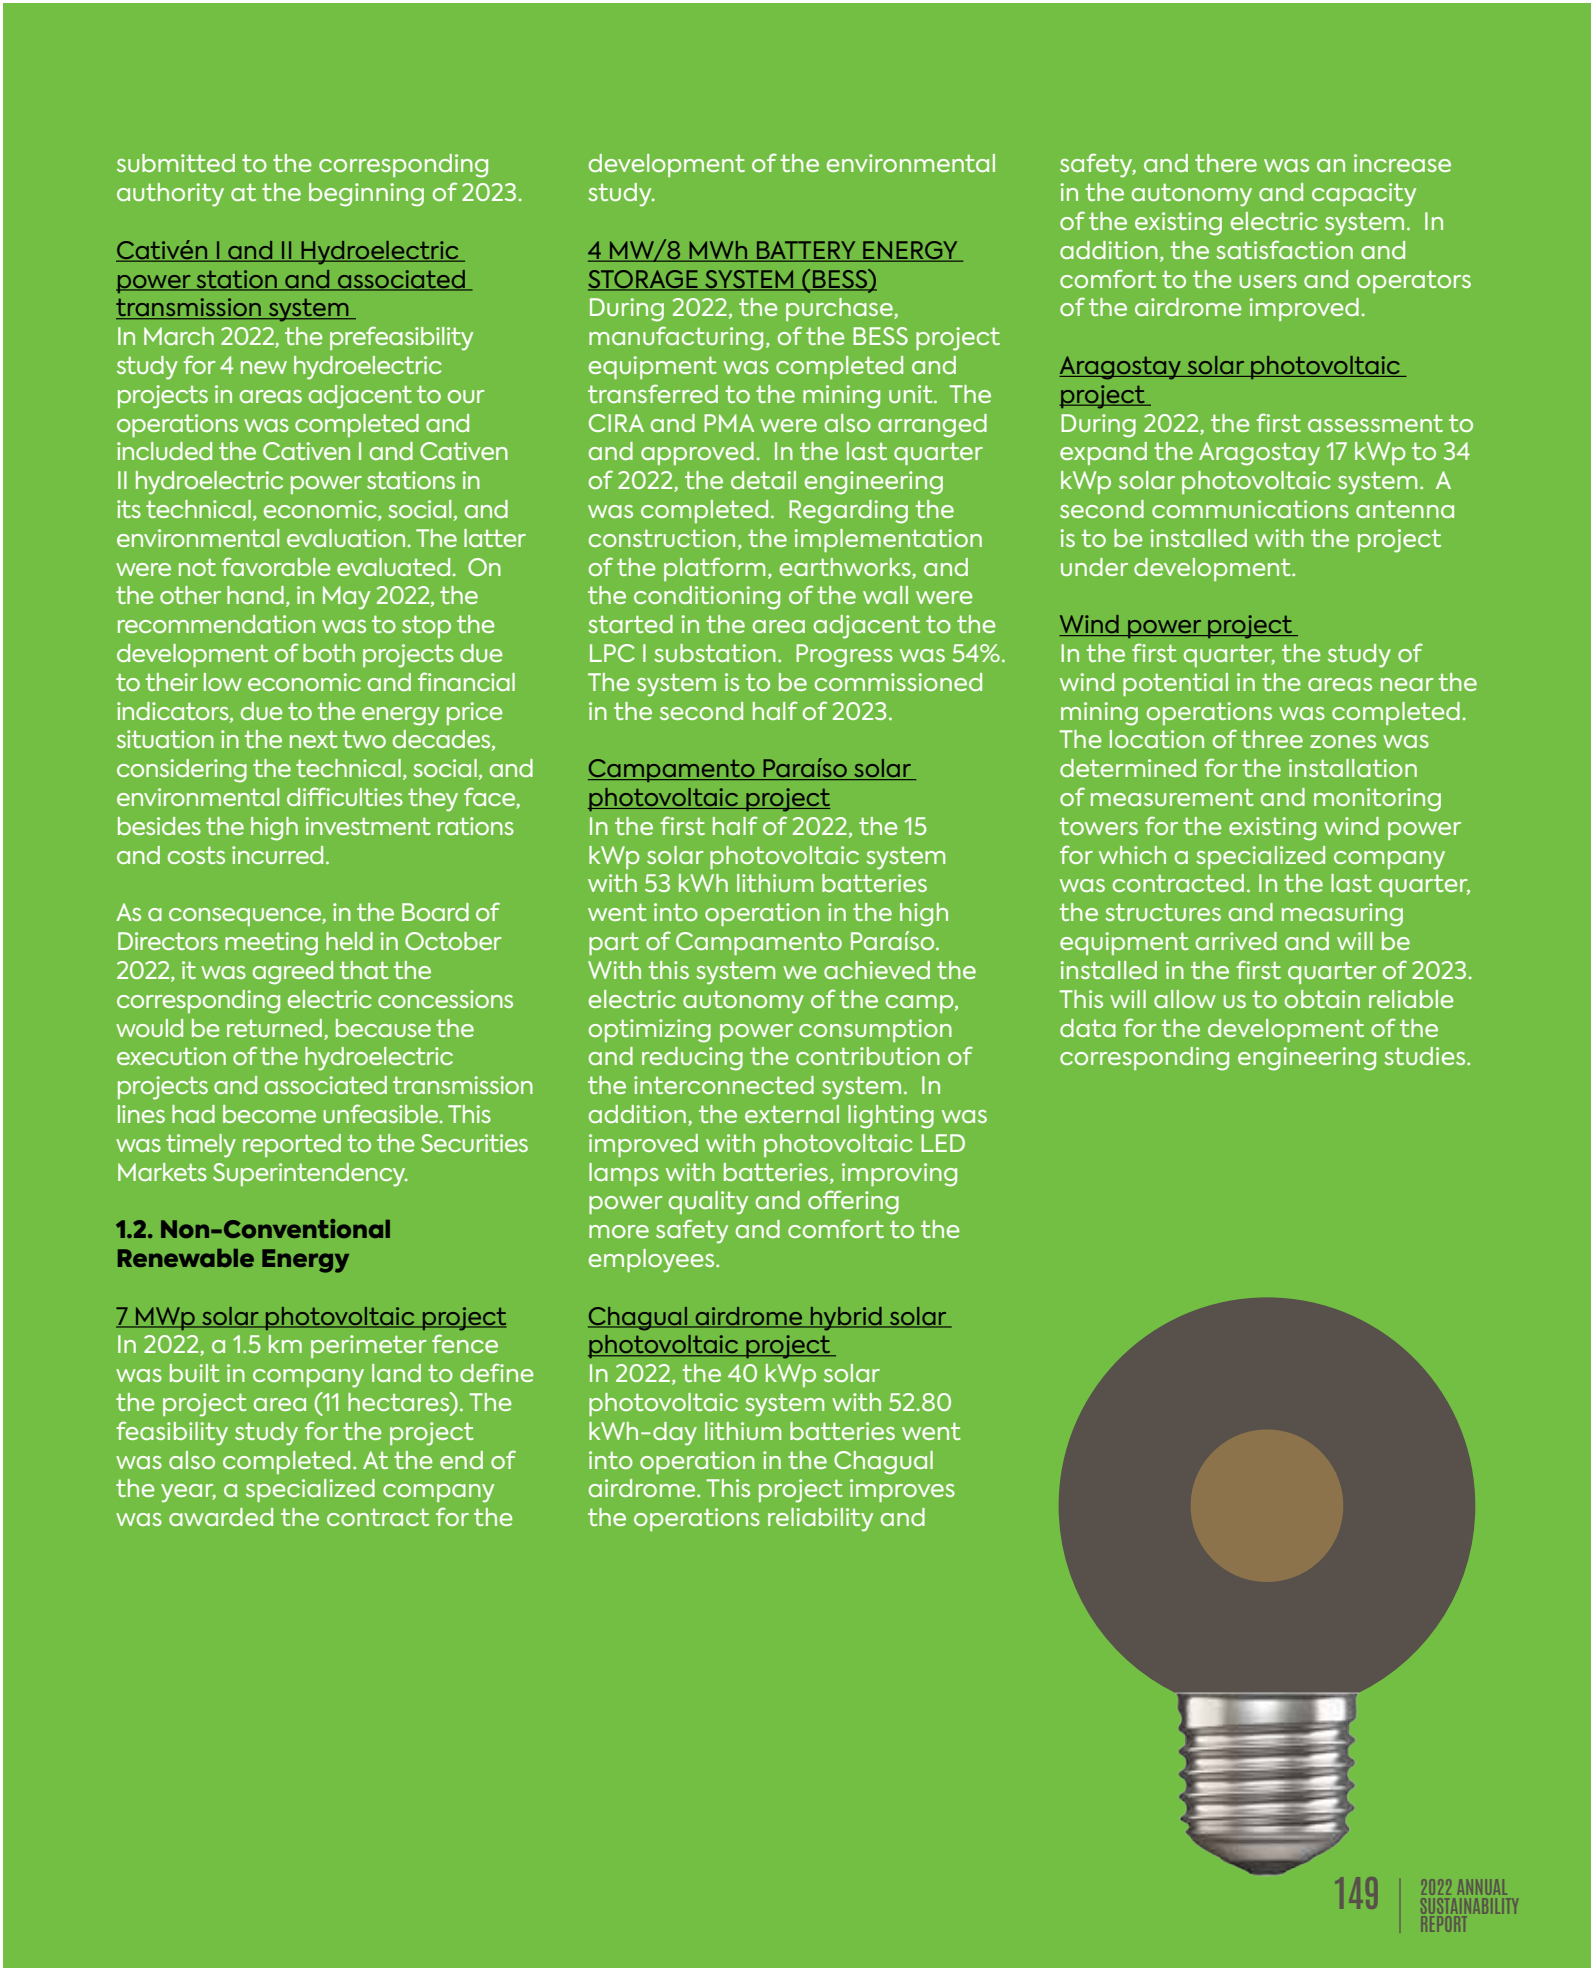 submitted to the corresponding
authority at the beginning of 2023.
Cativén I and II Hydroelectric
power station and associated
transmission system
In March 2022, the prefeasibility
study for 4 new hydroelectric
projects in areas adjacent to our
operations was completed and
included the Cativen I and Cativen
II hydroelectric power stations in
its technical, economic, social, and
environmental evaluation. The latter
were not favorable evaluated.  On
the other hand, in May 2022, the
recommendation was to stop the
development of both projects due
to their low economic and financial
indicators, due to the energy price
situation in the next two decades,
considering the technical, social, and
environmental difficulties they face,
besides the high investment rations
and costs incurred.
As a consequence, in the Board of
Directors meeting held in October
2022, it was agreed that the
corresponding electric concessions
would be returned, because the
execution of the hydroelectric
projects and associated transmission
lines had become unfeasible. This
was timely reported to the Securities
Markets Superintendency.
1.2. Non-Conventional
Renewable Energy
7 MWp solar photovoltaic project
In 2022, a 1.5 km perimeter fence
was built in company land to define
the project area (11 hectares). The
feasibility study for the project
was also completed. At the end of
the year, a specialized company
was awarded the contract for the
development of the environmental
study.
4 MW/8 MWh BATTERY ENERGY
STORAGE SYSTEM (BESS)
During 2022, the purchase,
manufacturing, of the BESS project
equipment was completed and
transferred to the mining unit.  The
CIRA and PMA were also arranged
and approved.  In the last quarter
of 2022, the detail engineering
was completed.  Regarding the
construction, the implementation
of the platform, earthworks, and
the conditioning of the wall were
started in the area adjacent to the
LPC I substation.  Progress was 54%.
The system is to be commissioned
in the second half of 2023.
Campamento Paraíso solar
photovoltaic project
In the first half of 2022, the 15
kWp solar photovoltaic system
with 53 kWh lithium batteries
went into operation in the high
part of Campamento Paraíso.
With this system we achieved the
electric autonomy of the camp,
optimizing power consumption
and reducing the contribution of
the interconnected system.  In
addition, the external lighting was
improved with photovoltaic LED
lamps with batteries, improving
power quality and offering
more safety and comfort to the
employees.
Chagual airdrome hybrid solar
photovoltaic project
In 2022, the 40 kWp solar
photovoltaic system with 52.80
kWh-day lithium batteries went
into operation in the Chagual
airdrome. This project improves
the operations reliability and
safety, and there was an increase
in the autonomy and capacity
of the existing electric system.  In
addition, the satisfaction and
comfort to the users and operators
of the airdrome improved.
Aragostay solar photovoltaic
project
During 2022, the first assessment to
expand the Aragostay 17 kWp to 34
kWp solar photovoltaic system.  A
second communications antenna
is to be installed with the project
under development.
Wind power project
In the first quarter, the study of
wind potential in the areas near the
mining operations was completed.
The location of three zones was
determined for the installation
of measurement and monitoring
towers for the existing wind power
for which a specialized company
was contracted. In the last quarter,
the structures and measuring
equipment arrived and will be
installed in the first quarter of 2023.
This will allow us to obtain reliable
data for the development of the
corresponding engineering studies.
149
2022 ANNUAL
SUSTAINABILITY
REPORT